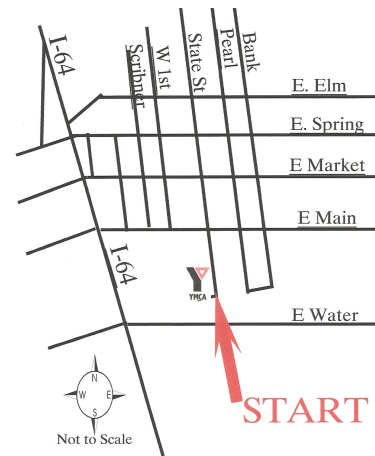 I-64
Scribner
W 1st
State St
Pearl
Bank
E. Elm
E. Spring
E Market
E Main
I-64
YMCA
E Water
START
N
W E
S
Not to Scale